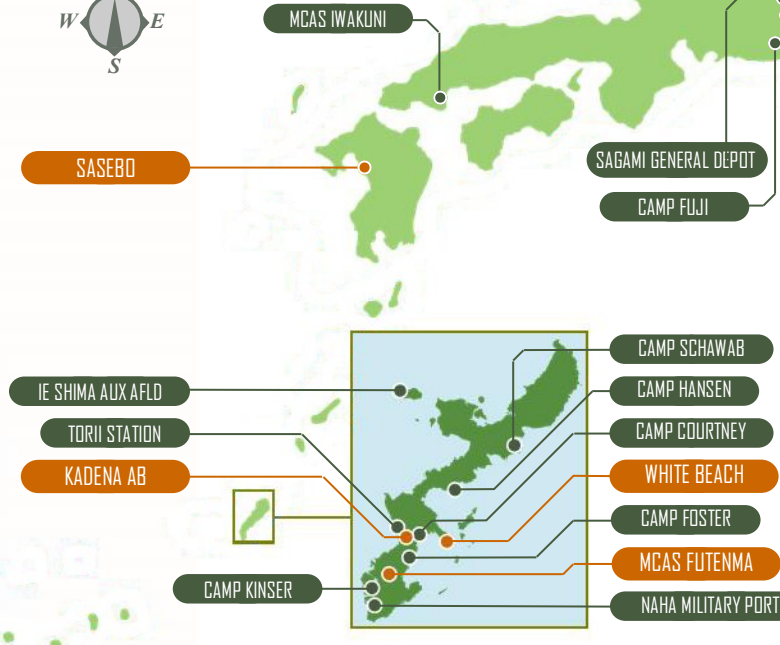 MCAS IWAKUNI
W E
S
SASEBO
SAGAMI GENERAL DEPOT
CAMP FUJI
CAMP SCHAWAB
IE SHIMA AUX AFLD
CAMP HANSEN
TORII STATION
CAMP COURTNEY
KADENA AB
WHITE BEACH
CAMP FOSTER
MCAS FUTENMA
CAMP KINSER
NAHA MILITARY PORT